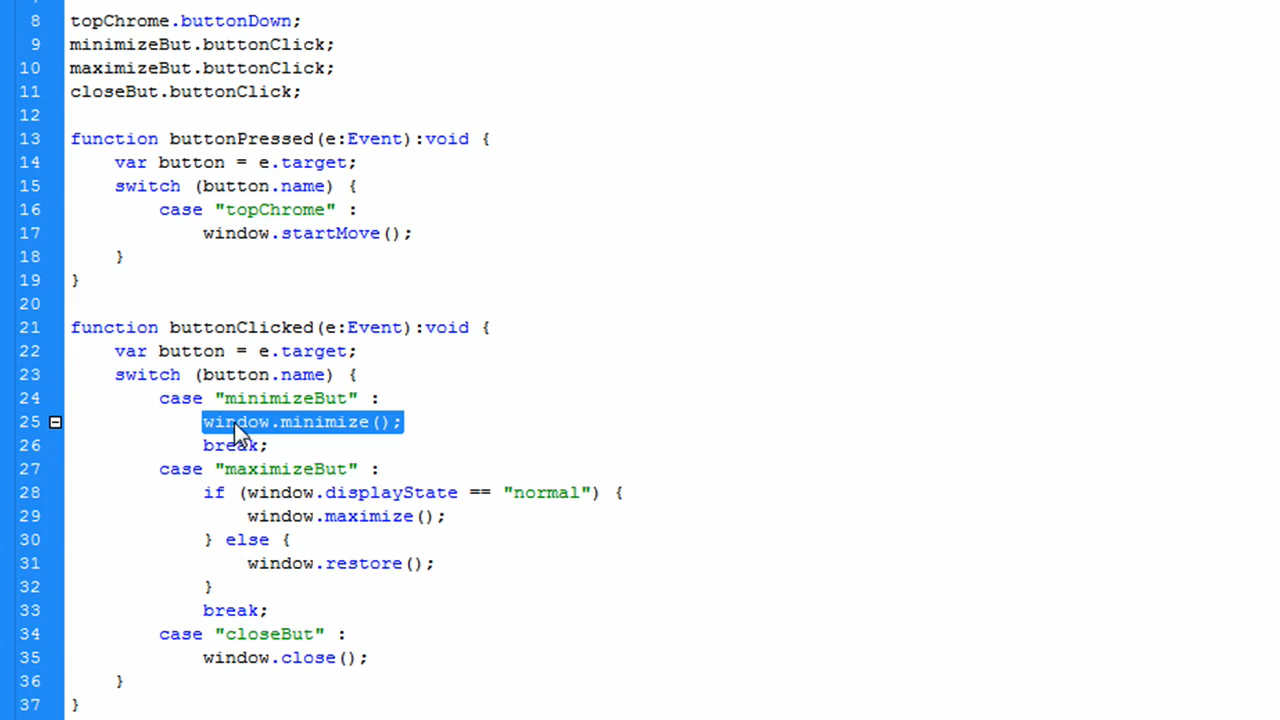 8 topChrome.buttonDown;
9 minimizeBut.buttonClick;
10 maximizeBut.buttonClick;
11 closeBut.buttonClick;
12
13 function buttonPressed(e:Event):void {
14 var button = e.target;
15 switch (button.name) {
16 case "topChrome" :
17 window.startMove();
18 }
19 }
20
21 function buttonClicked(e:Event):void {
22 var button = e.target;
23 switch (button.name) {
24 case "minimizeBut" :
25 window.minimize();
26 break;
27 case "maximizeBut" :
28 if (window.displayState == "normal") {
29 window.maximize();
30 } else {
31 window.restore();
32 }
33 break;
34 case "closeBut" :
35 window.close();
36 }
37 }